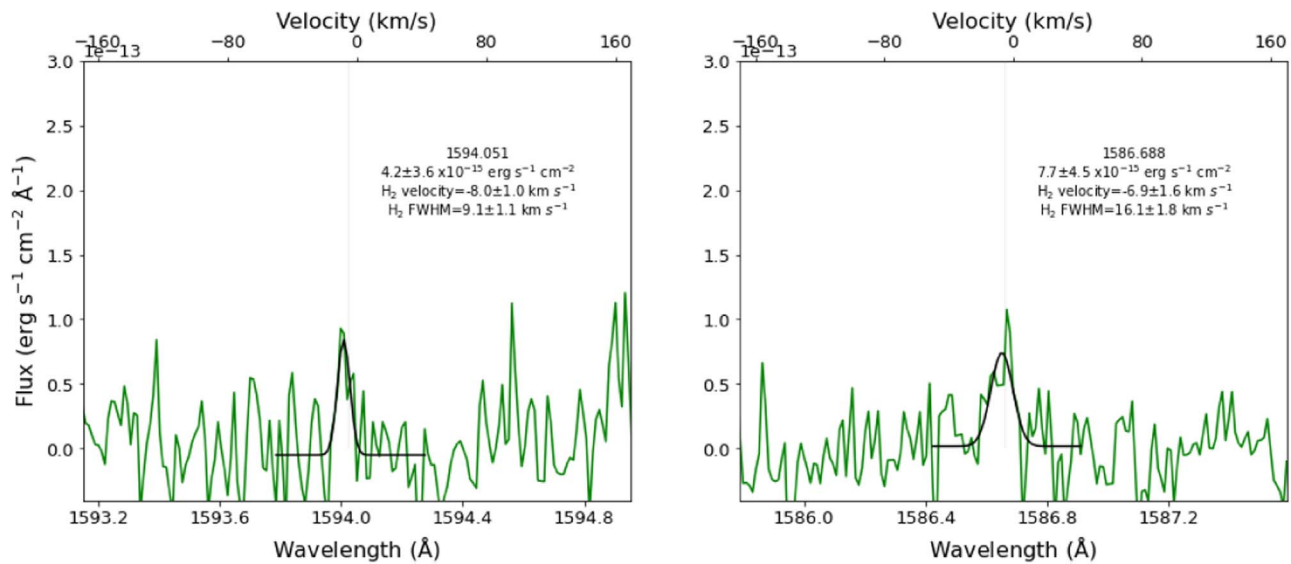 Velocity (km/s)
−160 −80 0 80 160
1e−13
3.0
2.5
2.0
1.5
1.0
0.5
0.0
Flux (erg s⁻¹ cm⁻² Å⁻¹)
1594.051
4.2±3.6 x10⁻¹⁵ erg s⁻¹ cm⁻²
H₂ velocity=-8.0±1.0 km s⁻¹
H₂ FWHM=9.1±1.1 km s⁻¹
1593.2 1593.6 1594.0 1594.4 1594.8
Wavelength (Å)
Velocity (km/s)
−160 −80 0 80 160
1e−13
3.0
2.5
2.0
1.5
1.0
0.5
0.0
1586.688
7.7±4.5 x10⁻¹⁵ erg s⁻¹ cm⁻²
H₂ velocity=-6.9±1.6 km s⁻¹
H₂ FWHM=16.1±1.8 km s⁻¹
1586.0 1586.4 1586.8 1587.2
Wavelength (Å)